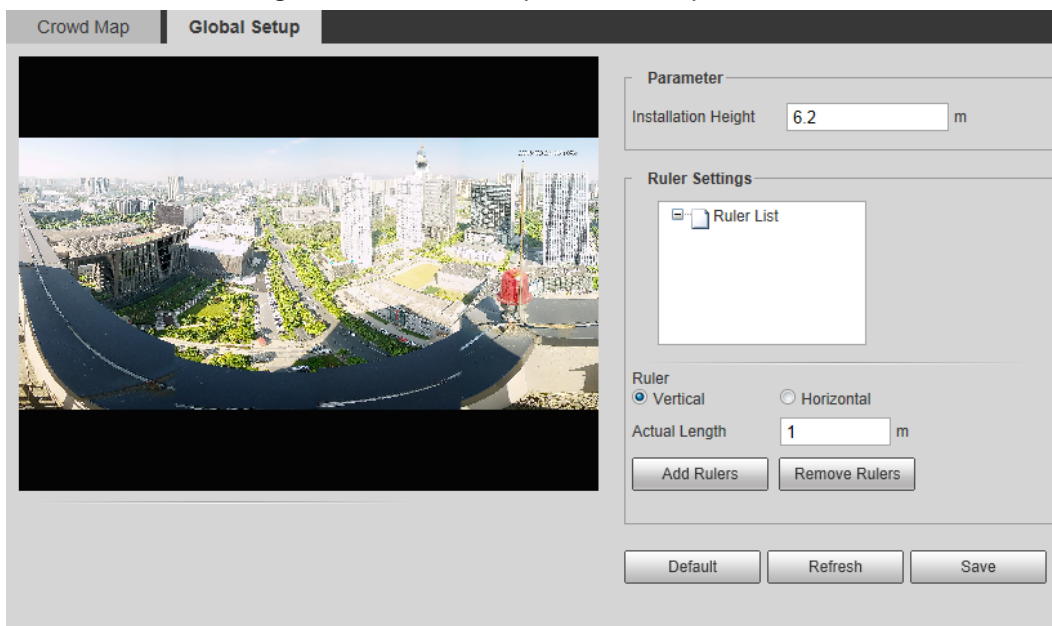 Crowd Map
Global Setup
Parameter
Installation Height 6.2 m
Ruler Settings
Ruler List
Ruler
Vertical Horizontal
Actual Length 1 m
Add Rulers Remove Rulers
Default Refresh Save